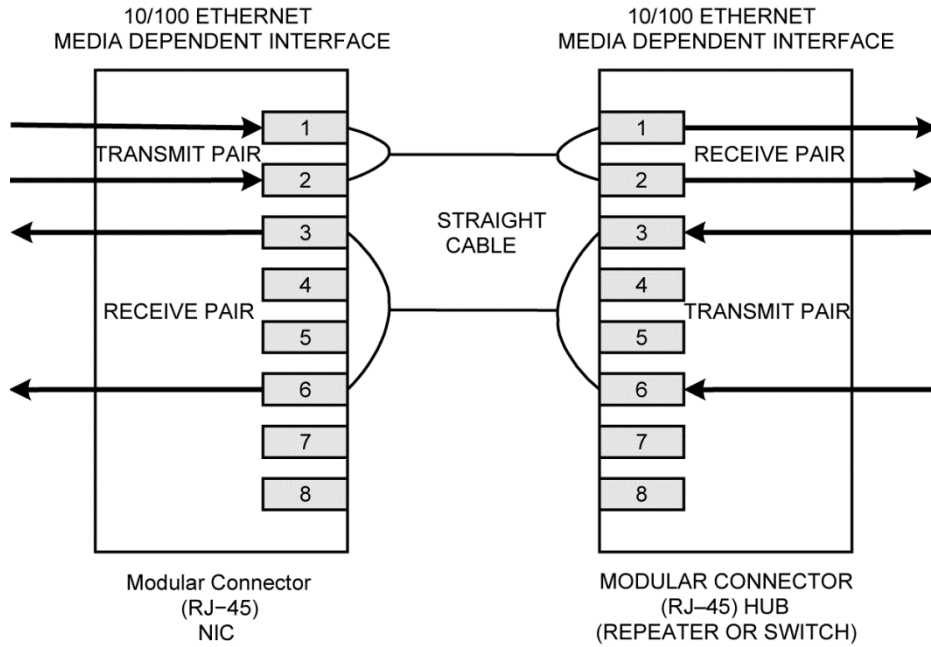 10/100 ETHERNET
MEDIA DEPENDENT INTERFACE
10/100 ETHERNET
MEDIA DEPENDENT INTERFACE
1
TRANSMIT PAIR
2
3
4
RECEIVE PAIR
5
6
7
8
STRAIGHT
CABLE
1
RECEIVE PAIR
2
3
4
TRANSMIT PAIR
5
6
7
8
Modular Connector
(RJ−45)
NIC
MODULAR CONNECTOR
(RJ–45) HUB
(REPEATER OR SWITCH)